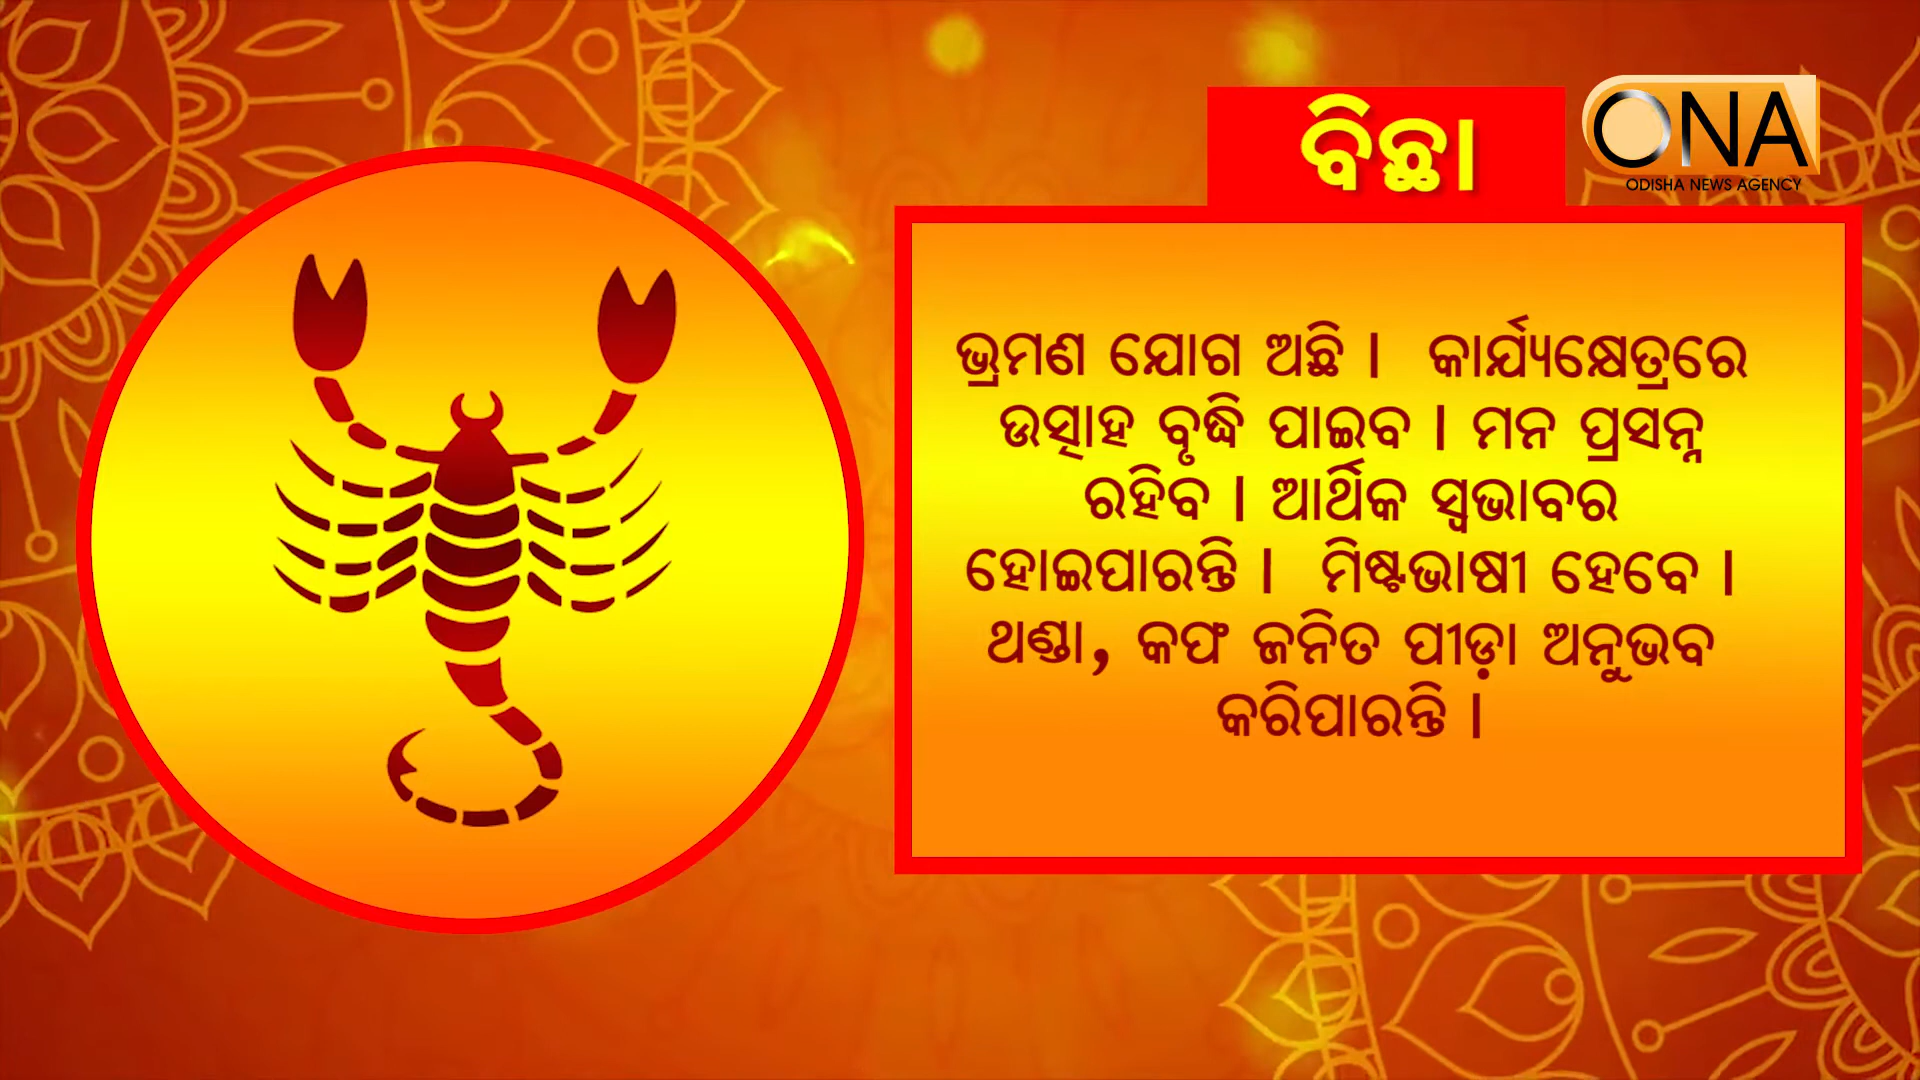 ବିଛା
ONA
ODISHA NEWS AGENCY
ଭ୍ରମଣ ଯୋଗ ଅଛି । କାର୍ଯ୍ୟକ୍ଷେତ୍ରରେ
ଉତ୍ସାହ ବୃଦ୍ଧି ପାଇବ । ମନ ପ୍ରସନ୍ନ
ରହିବ । ଆର୍ଥିକ ସ୍ଵଭାବର
ହୋଇପାରନ୍ତି । ମିଷ୍ଟଭାଷୀ ହେବେ ।
ଥଣ୍ଡା, କଫ ଜନିତ ପୀଡ଼ା ଅନୁଭବ
କରିପାରନ୍ତି ।